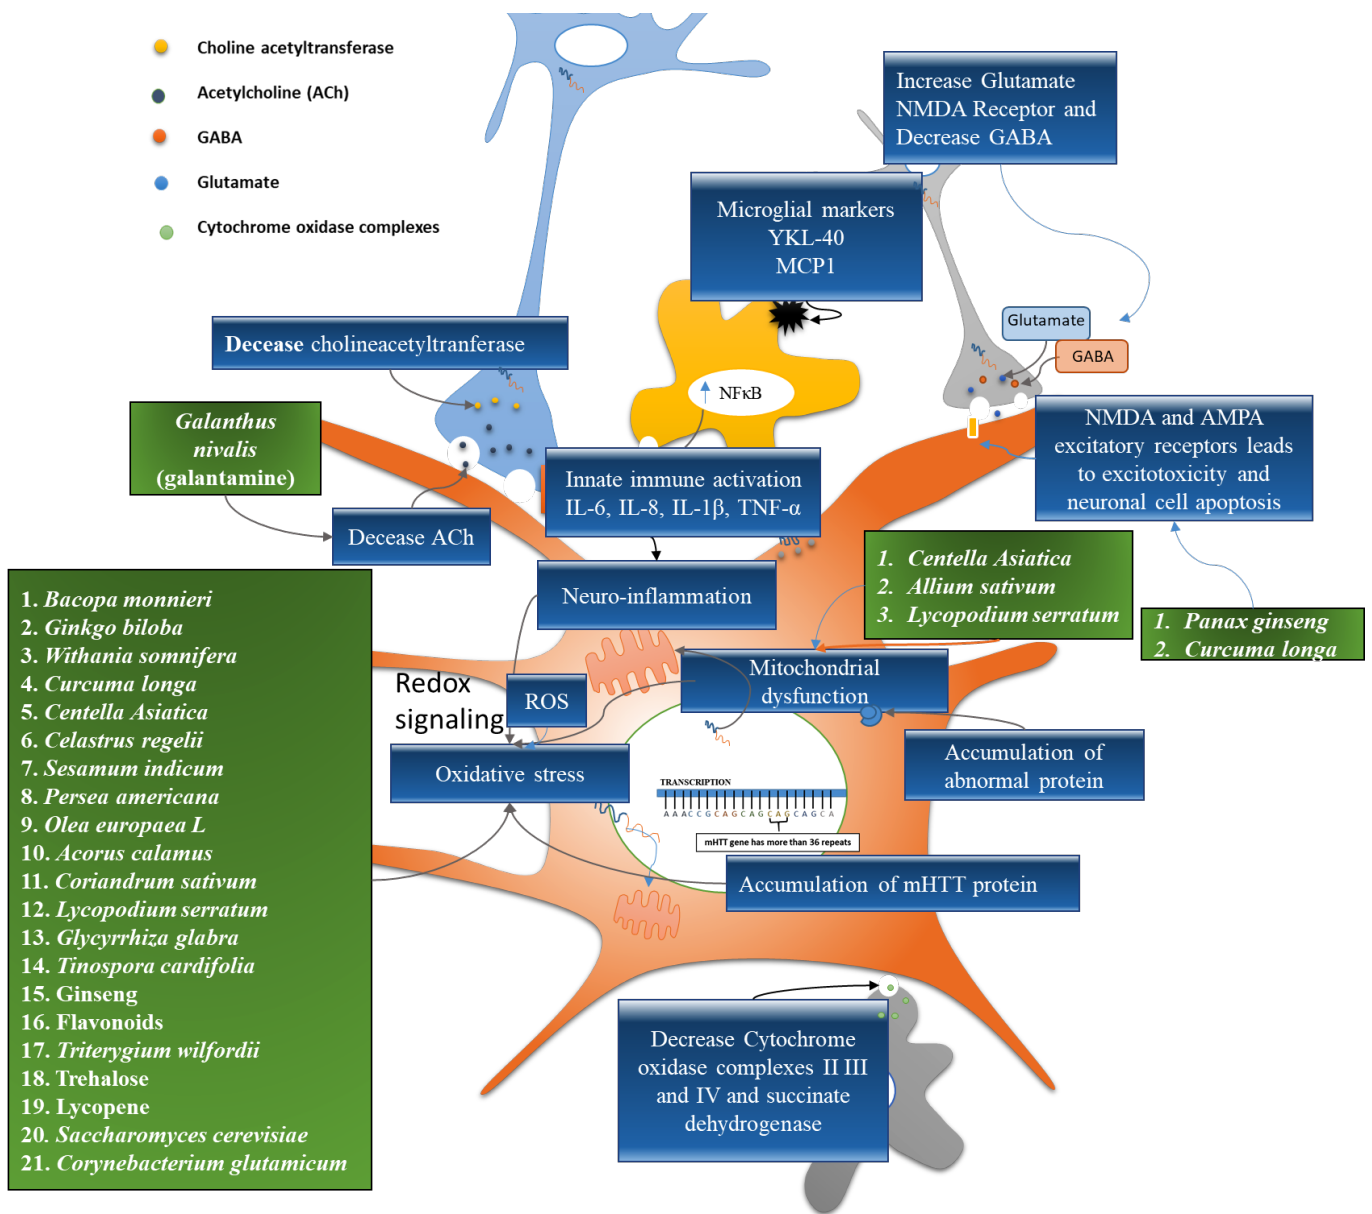 Choline acetyltransferase
Acetylcholine (ACh)
GABA
Glutamate
Cytochrome oxidase complexes
Increase Glutamate
NMDA Receptor and
Decrease GABA
Microglial markers
YKL-40
MCP1
Decease cholineacetyltranferase
Glutamate
GABA
NFκB
Galanthus
nivalis
(galantamine)
Decease ACh
Innate immune activation
IL-6, IL-8, IL-1β, TNF-α
NMDA and AMPA
excitatory receptors leads
to excitotoxicity and
neuronal cell apoptosis
Neuro-inflammation
1. Centella Asiatica
2. Allium sativum
3. Lycopodium serratum
1. Panax ginseng
2. Curcuma longa
1. Bacopa monnieri
2. Ginkgo biloba
3. Withania somnifera
4. Curcuma longa
5. Centella Asiatica
6. Celastrus regelii
7. Sesamum indicum
8. Persea americana
9. Olea europaea L
10. Acorus calamus
11. Coriandrum sativum
12. Lycopodium serratum
13. Glycyrrhiza glabra
14. Tinospora cardifolia
15. Ginseng
16. Flavonoids
17. Triterygium wilfordii
18. Trehalose
19. Lycopene
20. Saccharomyces cerevisiae
21. Corynebacterium glutamicum
Redox
signaling
ROS
Mitochondrial
dysfunction
Oxidative stress
Accumulation of
abnormal protein
TRANSCRIPTION
AAACCGCAGCAGCAGCAGCA
mHTT gene has more than 36 repeats
Accumulation of mHTT protein
Decrease Cytochrome
oxidase complexes II III
and IV and succinate
dehydrogenase